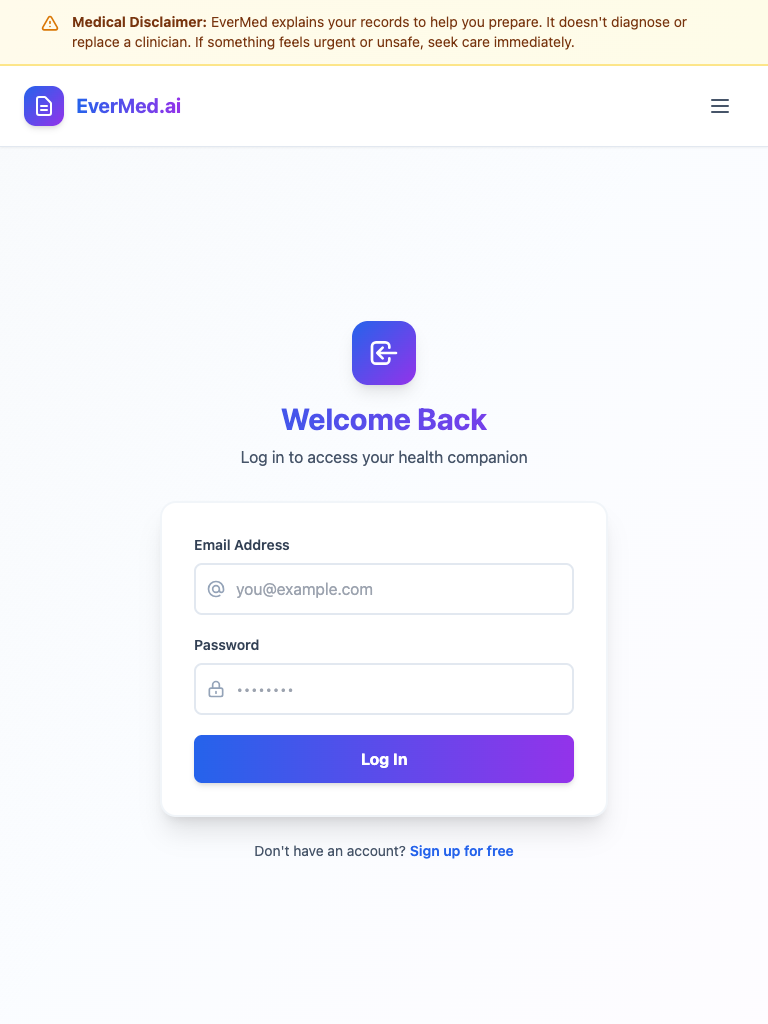 Medical Disclaimer: EverMed explains your records to help you prepare. It doesn't diagnose or
replace a clinician. If something feels urgent or unsafe, seek care immediately.
EverMed.ai
Welcome Back
Log in to access your health companion
Email Address
@ you@example.com
Password
••••••••
Log In
Don't have an account? Sign up for free